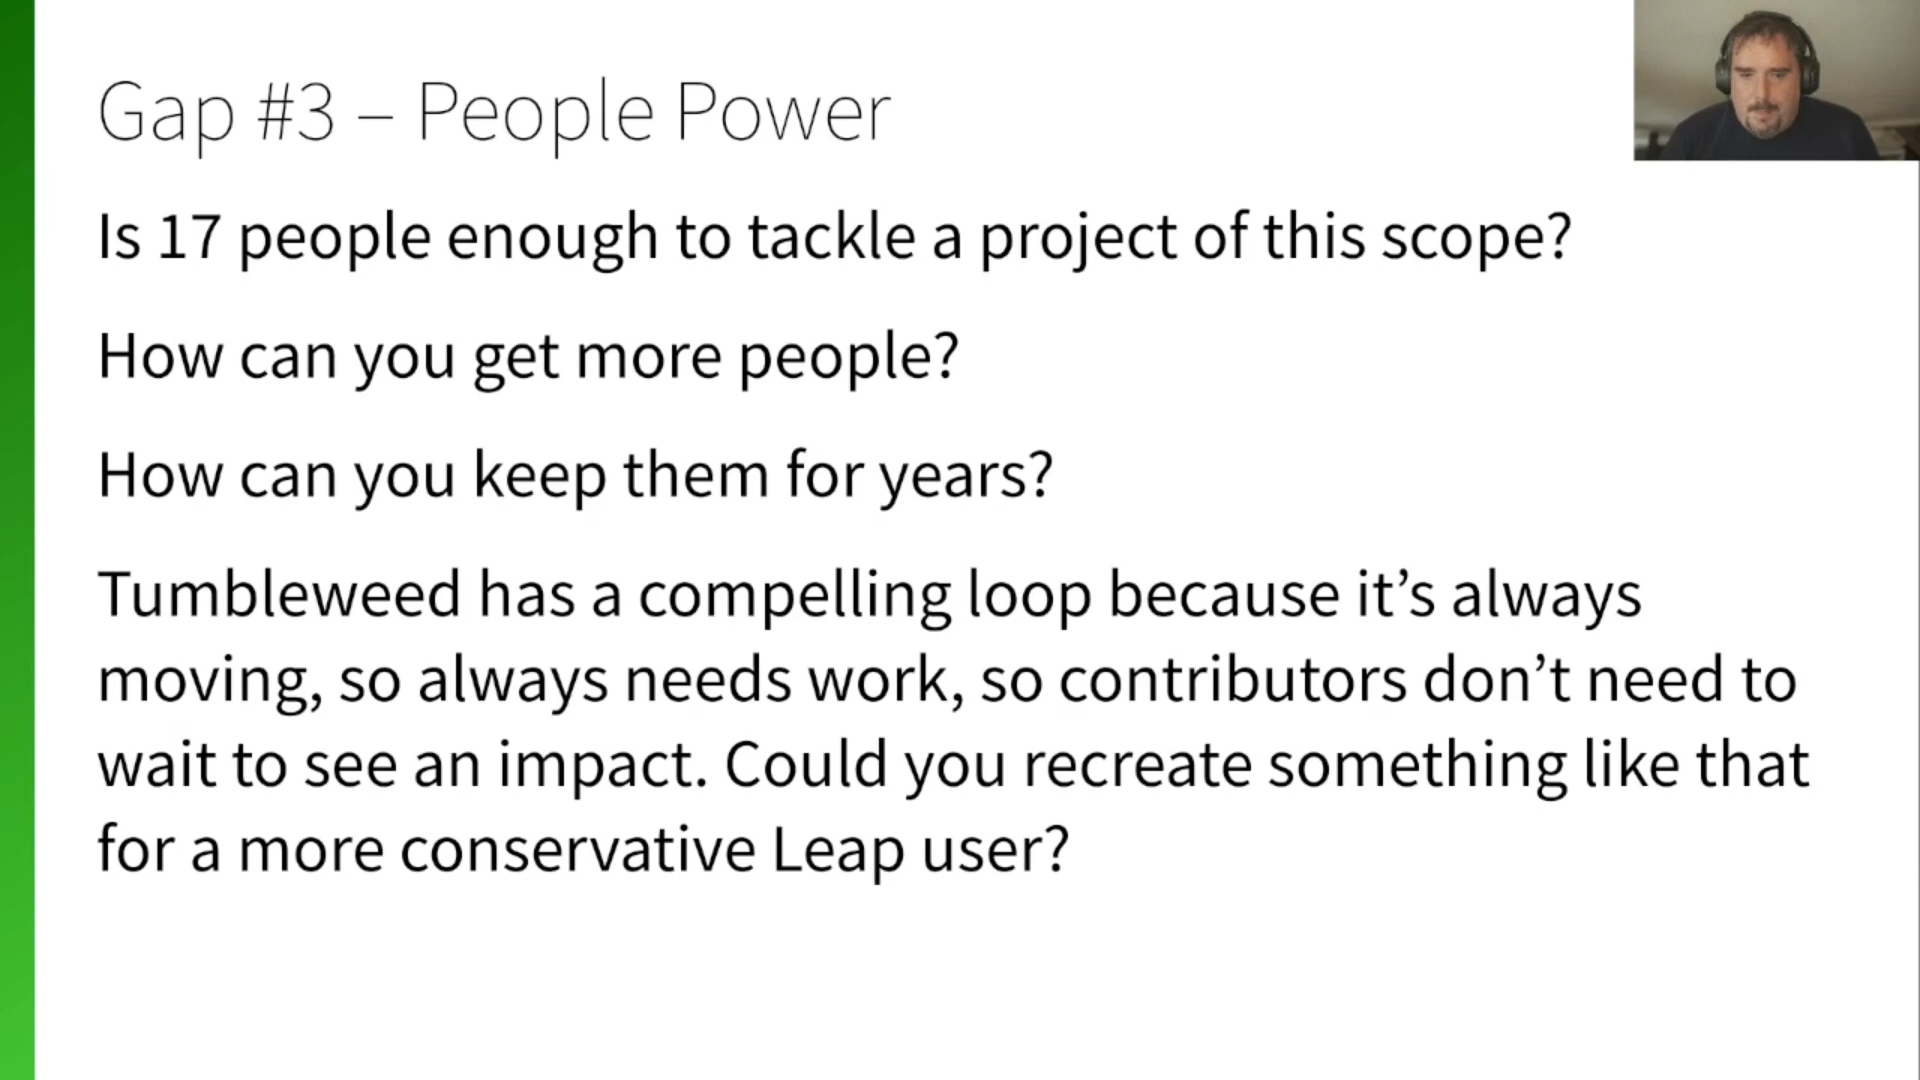 Gap #3 – People Power
Is 17 people enough to tackle a project of this scope?
How can you get more people?
How can you keep them for years?
Tumbleweed has a compelling loop because it’s always
moving, so always needs work, so contributors don’t need to
wait to see an impact. Could you recreate something like that
for a more conservative Leap user?